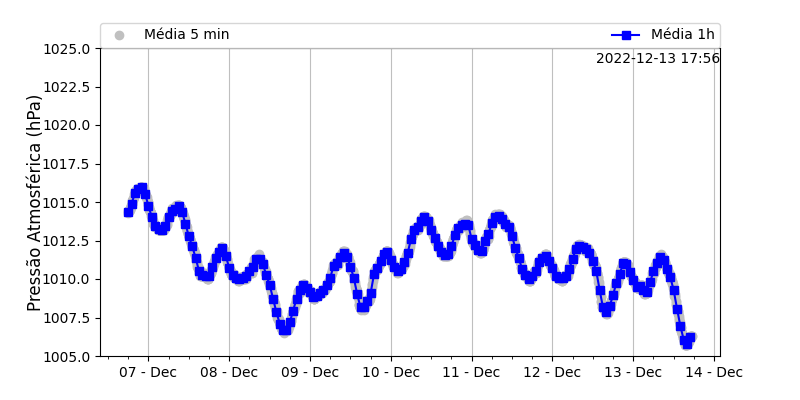 Média 5 min
Média 1h
2022-12-13 17:56
Pressão Atmosférica (hPa)
1025.0
1022.5
1020.0
1017.5
1015.0
1012.5
1010.0
1007.5
1005.0
07 - Dec
08 - Dec
09 - Dec
10 - Dec
11 - Dec
12 - Dec
13 - Dec
14 - Dec